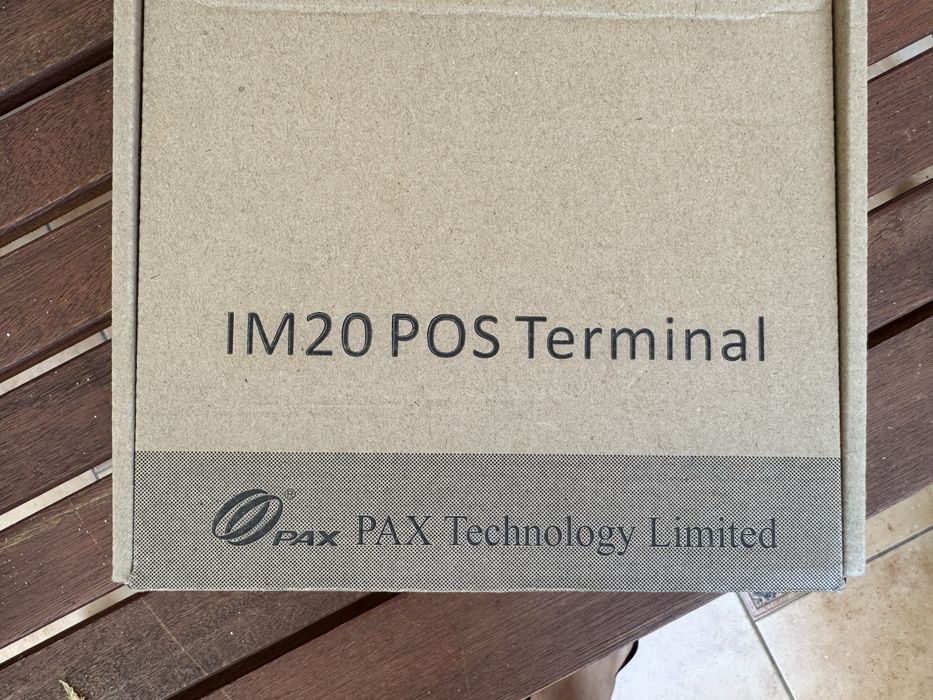 IM20 POS Terminal
PAX® PAX Technology Limited